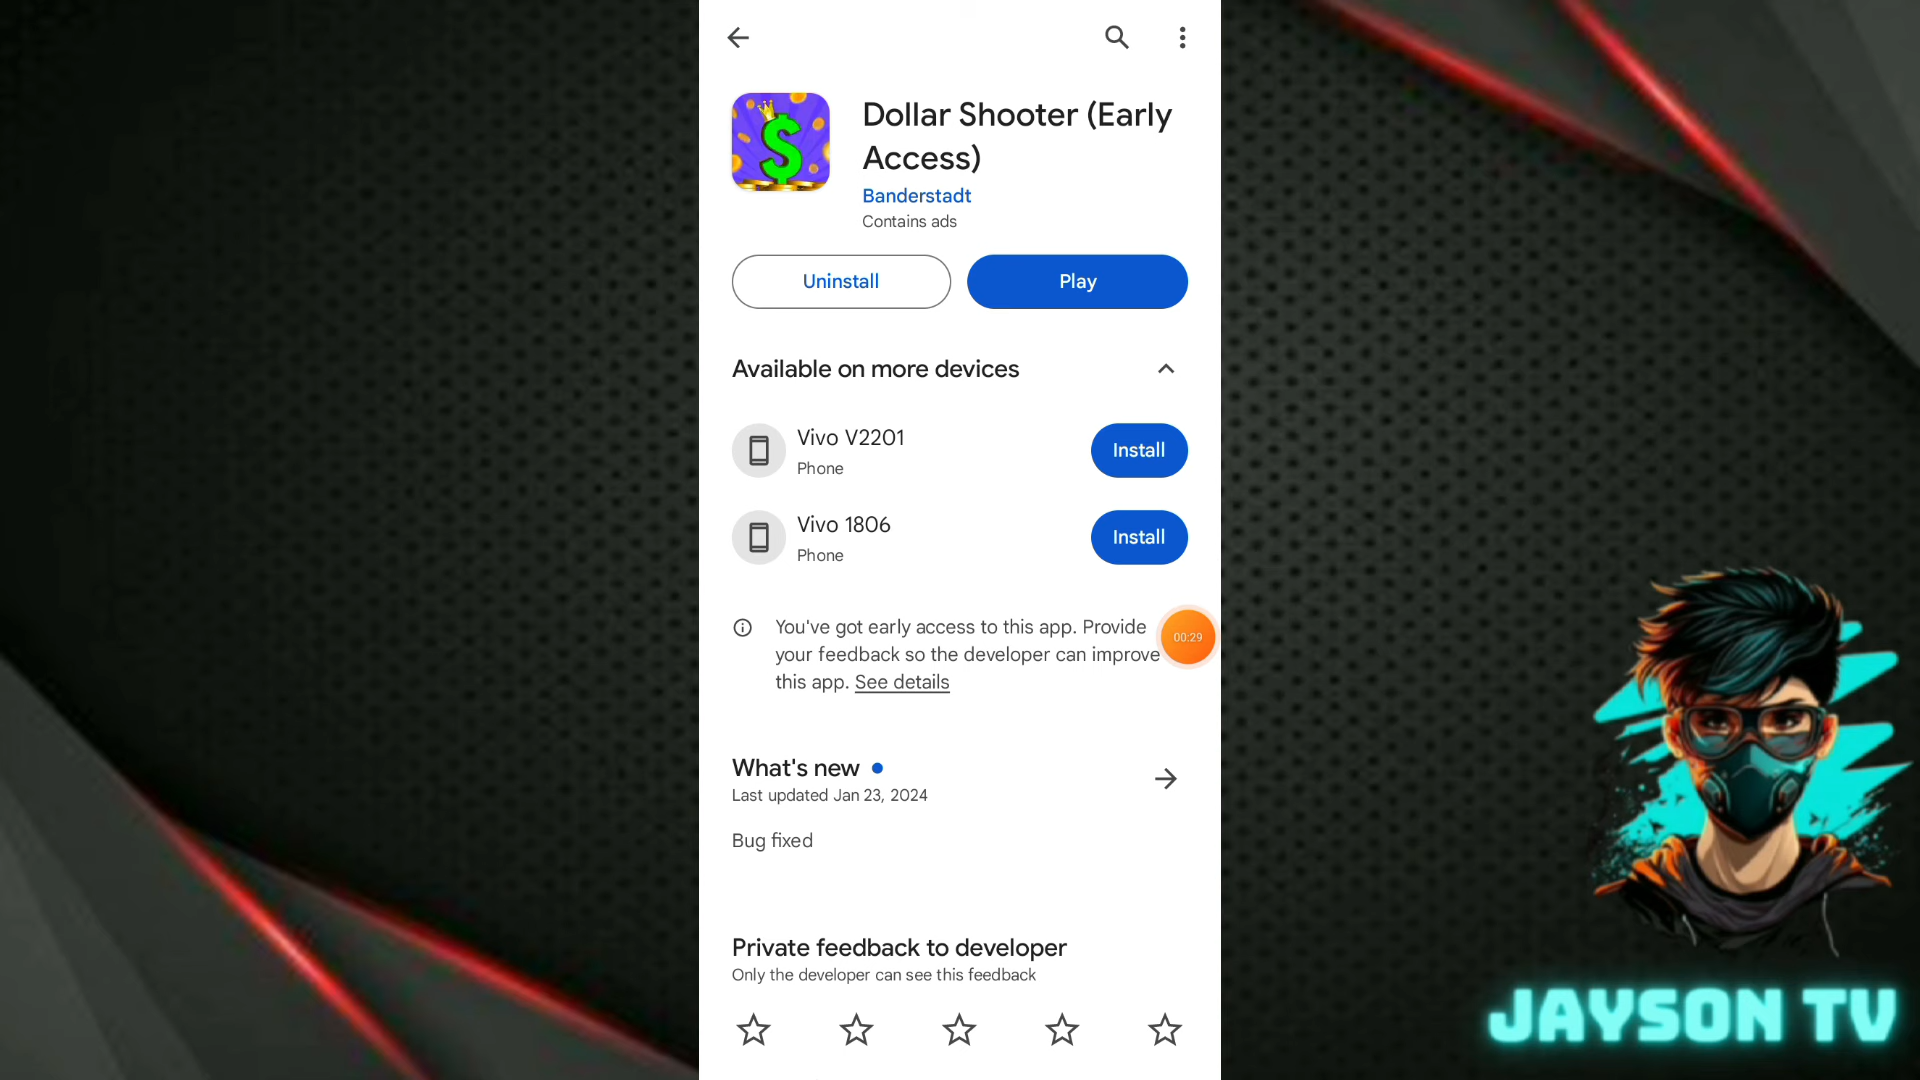 Dollar Shooter (Early
Access)
Banderstadt
Contains ads
Uninstall
Play
Available on more devices
Vivo V2201
Phone
Install
Vivo 1806
Phone
Install
You've got early access to this app. Provide
your feedback so the developer can improve
this app. See details
00:29
What's new
Last updated Jan 23, 2024
Bug fixed
Private feedback to developer
Only the developer can see this feedback
JAYSON TV